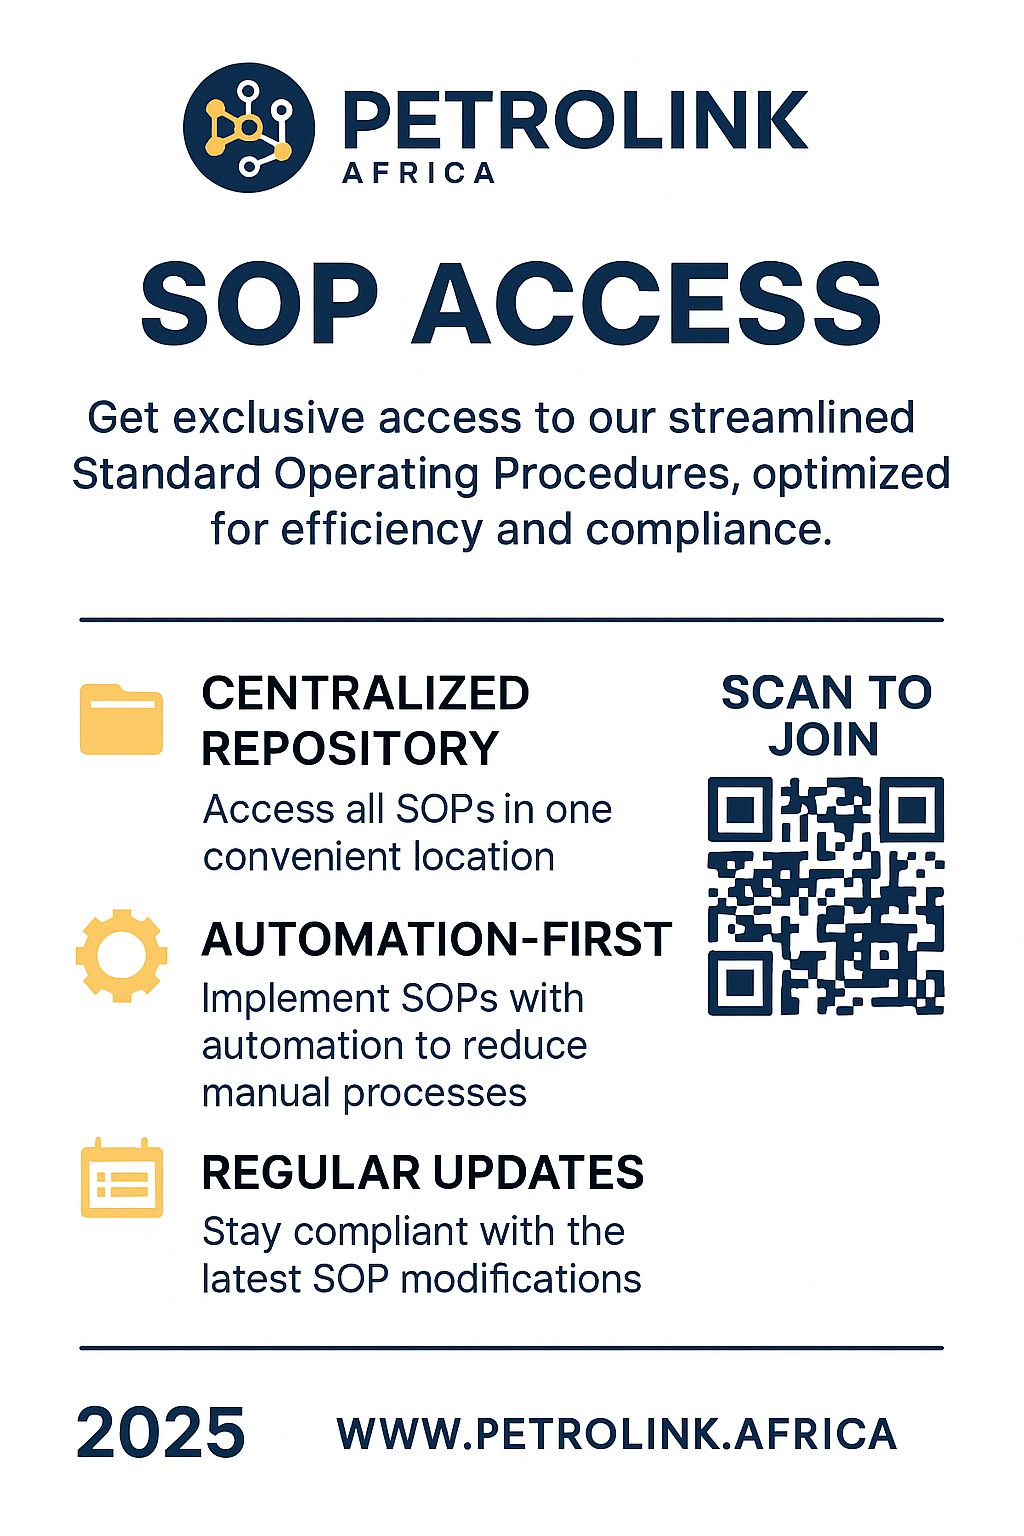 PETROLINK
AFRICA
SOP ACCESS
Get exclusive access to our streamlined
Standard Operating Procedures, optimized
for efficiency and compliance.
CENTRALIZED
REPOSITORY
Access all SOPs in one
convenient location
AUTOMATION-FIRST
Implement SOPs with
automation to reduce
manual processes
REGULAR UPDATES
Stay compliant with the
latest SOP modifications
SCAN TO
JOIN
2025
WWW.PETROLINK.AFRICA